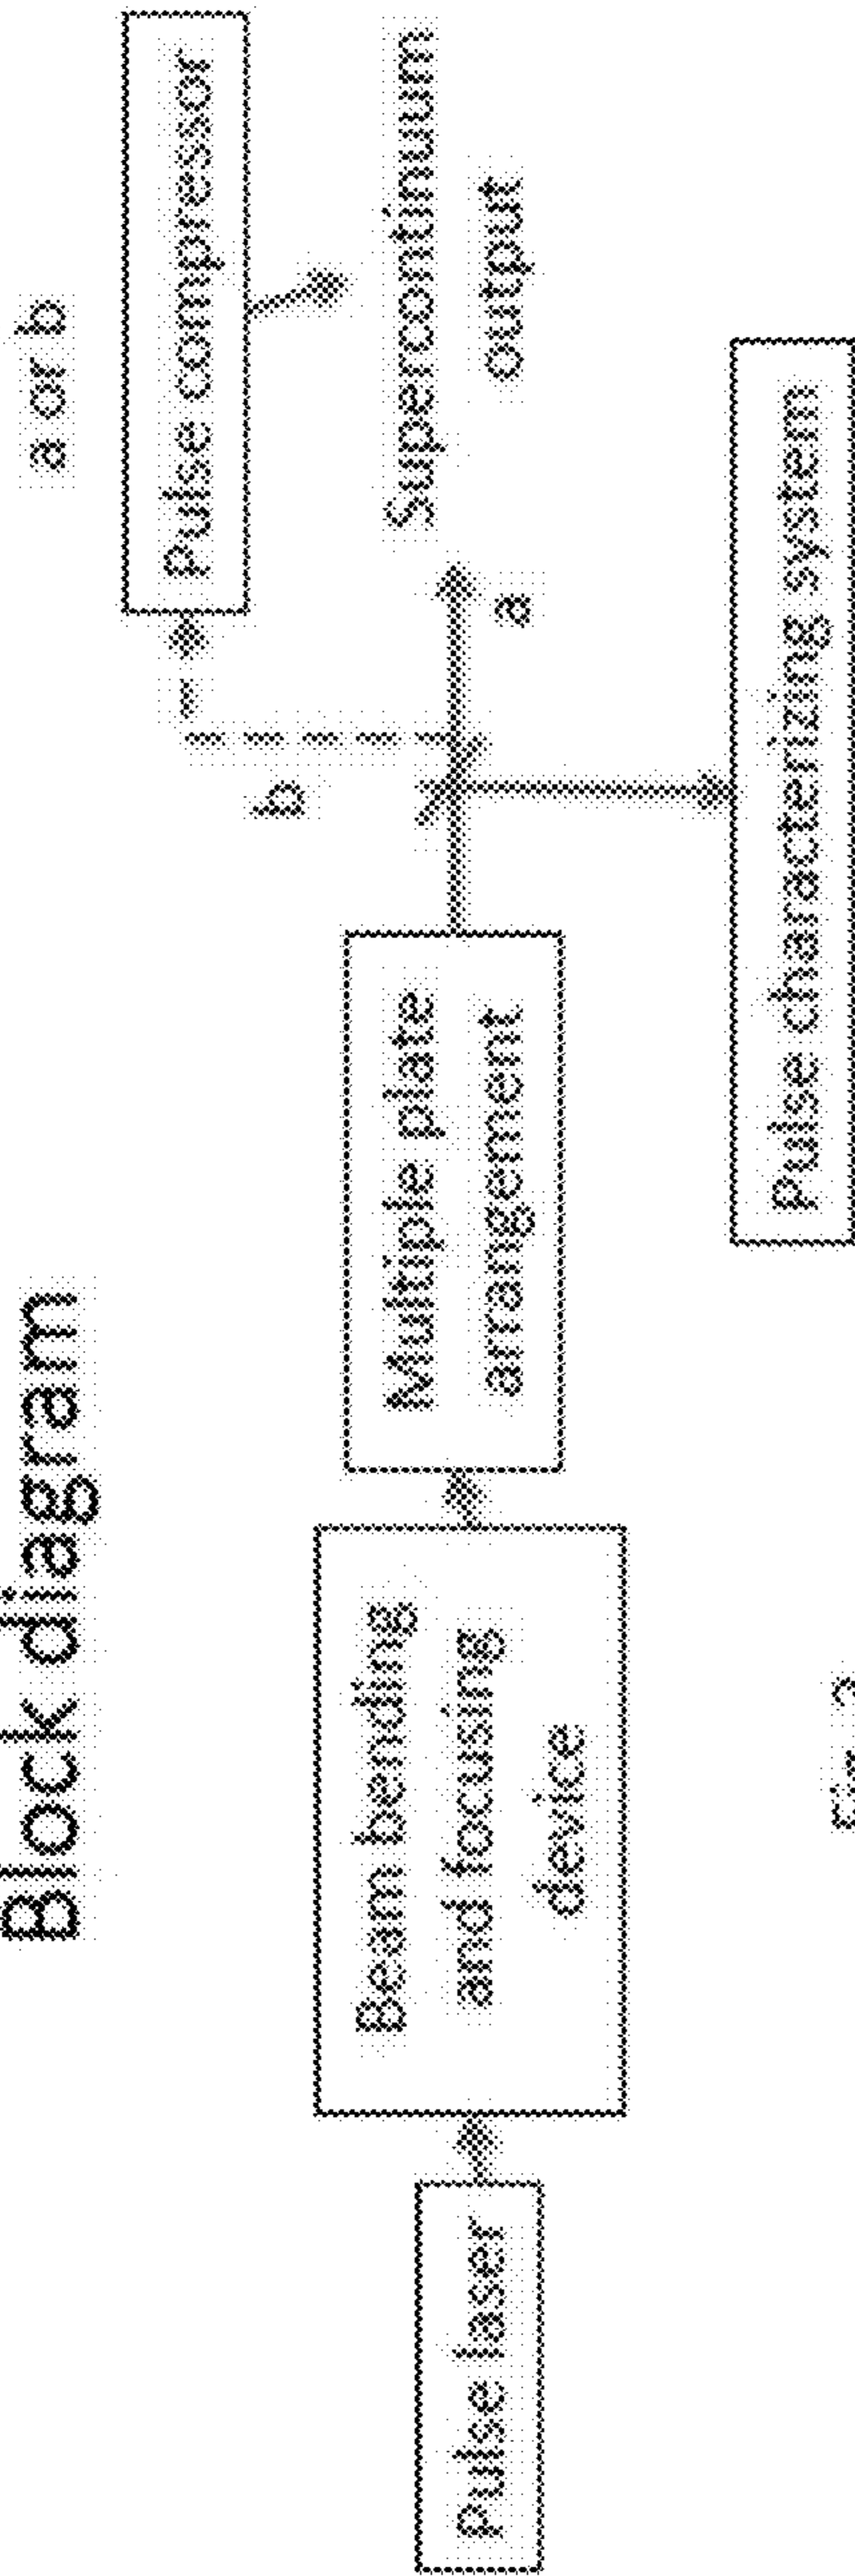 Block diagram
a or b
Pulse compressor
b
Supercontinuum
output
a
Pulse laser
Beam bending
and focusing
device
Multiple plate
arrangement
Pulse characterizing system